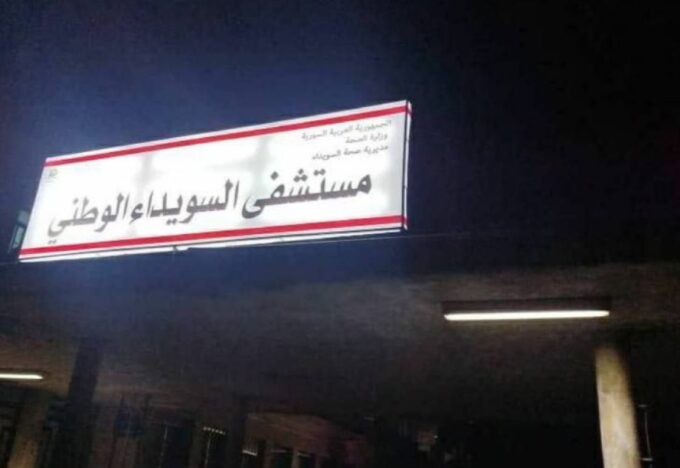 الجمهورية العربية السورية
وزارة الصحة
مديرية صحة السويداء
مستشفى السويداء الوطني